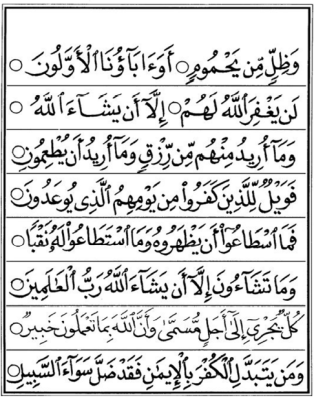 وَظِلٍّ مِّن يَحْمُومٍ ○ أَوَءَابَآؤُنَا ٱلْأَوَّلُونَ ○
لَن يَغْفِرَ ٱللَّهُ لَهُمْ ○ إِلَّآ أَن يَشَآءَ ٱللَّهُ ○
وَمَآ أُرِيدُ مِنْهُم مِّن رِّزْقٍ وَمَآ أُرِيدُ أَن يُطْعِمُونِ ○
فَوَيْلٌ لِّلَّذِينَ كَفَرُوا۟ مِن يَوْمِهِمُ ٱلَّذِى يُوعَدُونَ ○
فَمَا ٱسْطَٰعُوٓا۟ أَن يَظْهَرُوهُ وَمَا ٱسْتَطَٰعُوا۟ لَهُۥ نَقْبًا ○
وَمَا تَشَآءُونَ إِلَّآ أَن يَشَآءَ ٱللَّهُ رَبُّ ٱلْعَٰلَمِينَ ○
كُلٌّ يَجْرِىٓ إِلَىٰٓ أَجَلٍ مُّسَمًّى وَأَنَّ ٱللَّهَ بِمَا تَعْمَلُونَ خَبِيرٌ ○
وَمَن يَتَبَدَّلِ ٱلْكُفْرَ بِٱلْإِيمَٰنِ فَقَدْ ضَلَّ سَوَآءَ ٱلسَّبِيلِ